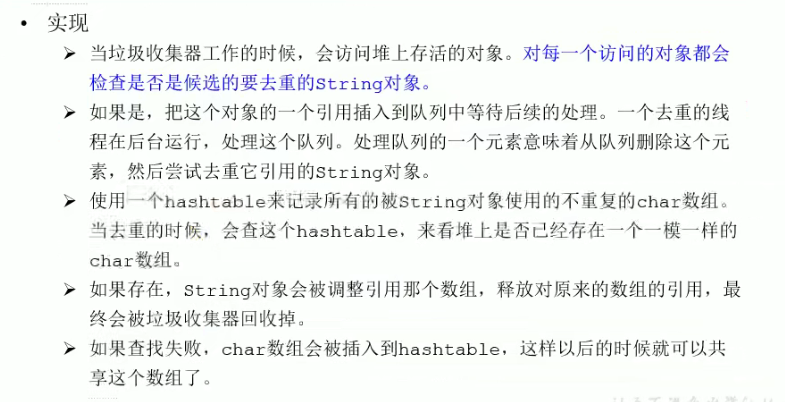 • 实现
➢ 当垃圾收集器工作的时候，会访问堆上存活的对象。对每一个访问的对象都会
检查是否是候选的要去重的String对象。
➢ 如果是，把这个对象的一个引用插入到队列中等待后续的处理。一个去重的线
程在后台运行，处理这个队列。处理队列的一个元素意味着从队列删除这个元
素，然后尝试去重它引用的String对象。
➢ 使用一个hashtable来记录所有的被String对象使用的不重复的char数组。
当去重的时候，会查这个hashtable，来看堆上是否已经存在一个一模一样的
char数组。
➢ 如果存在，String对象会被调整引用那个数组，释放对原来的数组的引用，最
终会被垃圾收集器回收掉。
➢ 如果查找失败，char数组会被插入到hashtable，这样以后的时候就可以共
享这个数组了。